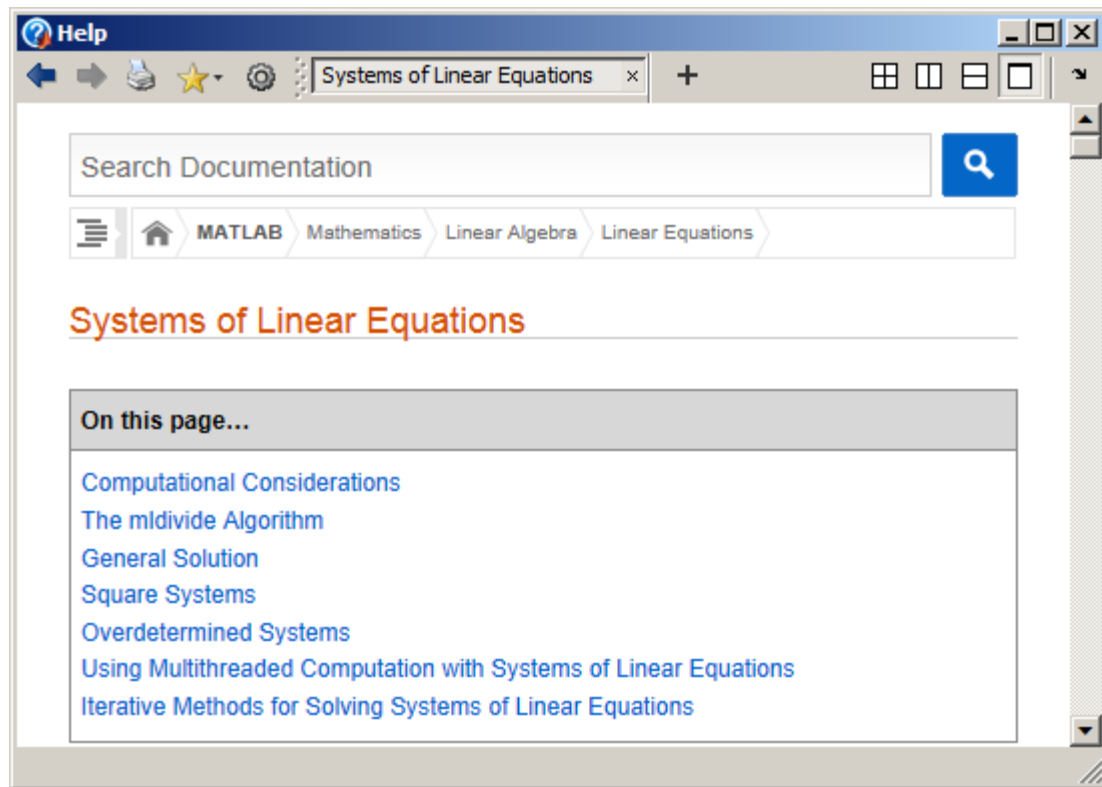 Help
Systems of Linear Equations
Search Documentation
MATLAB Mathematics Linear Algebra Linear Equations
Systems of Linear Equations
On this page...
Computational Considerations
The mldivide Algorithm
General Solution
Square Systems
Overdetermined Systems
Using Multithreaded Computation with Systems of Linear Equations
Iterative Methods for Solving Systems of Linear Equations